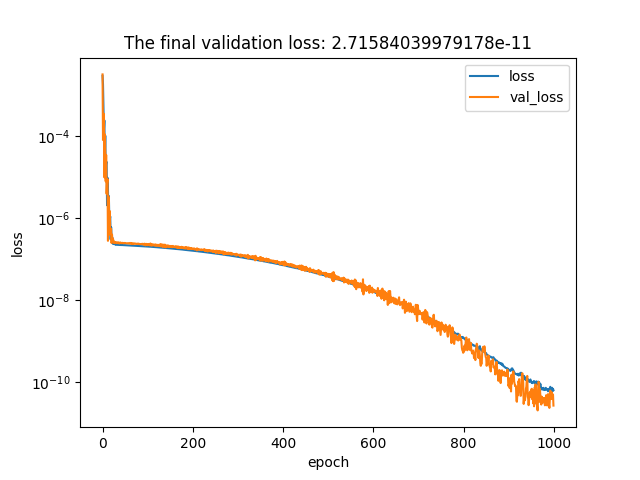 The final validation loss: 2.71584039979178e-11
loss
val_loss
10⁻⁴
10⁻⁶
10⁻⁸
10⁻¹⁰
loss
0
200
400
600
800
1000
epoch